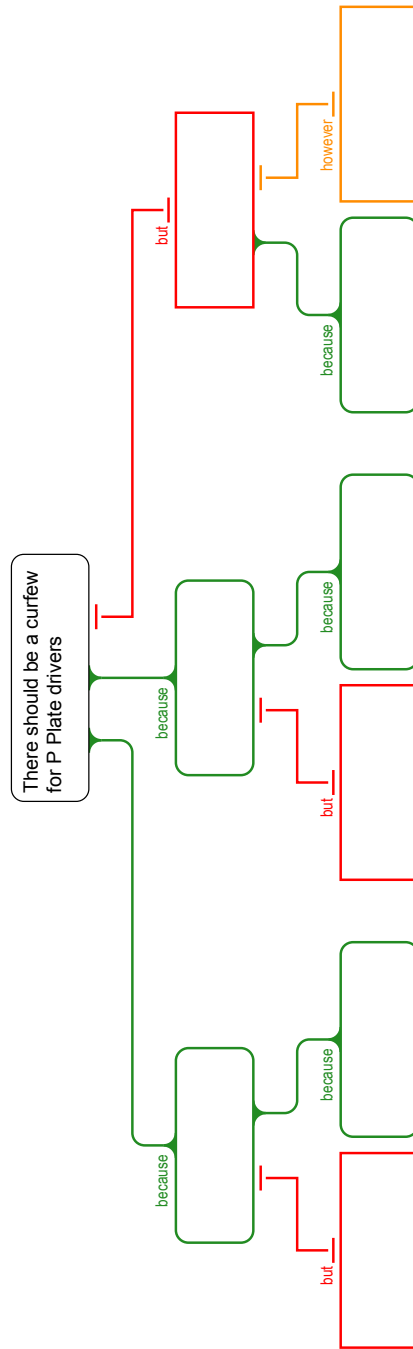 There should be a curfew
for P Plate drivers
because
because
but
but
because
but
because
because
however